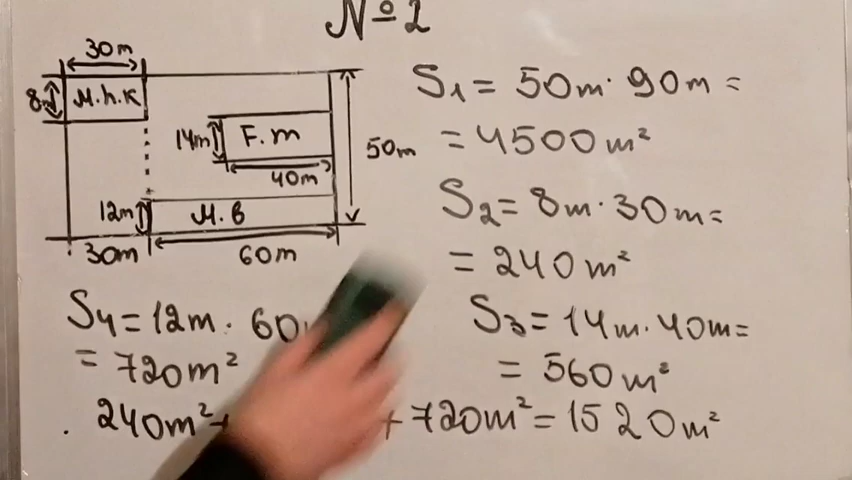 №2
30m
8m
М.п.к
14m
F.m
40m
50m
12m
М.в
30m
60m
S1 = 50m · 90m =
= 4500m²
S2 = 8m · 30m =
= 240m²
S3 = 14m · 40m =
= 560m²
S4 = 12m · 60
= 720m²
240m² + + 720m² = 1520m²